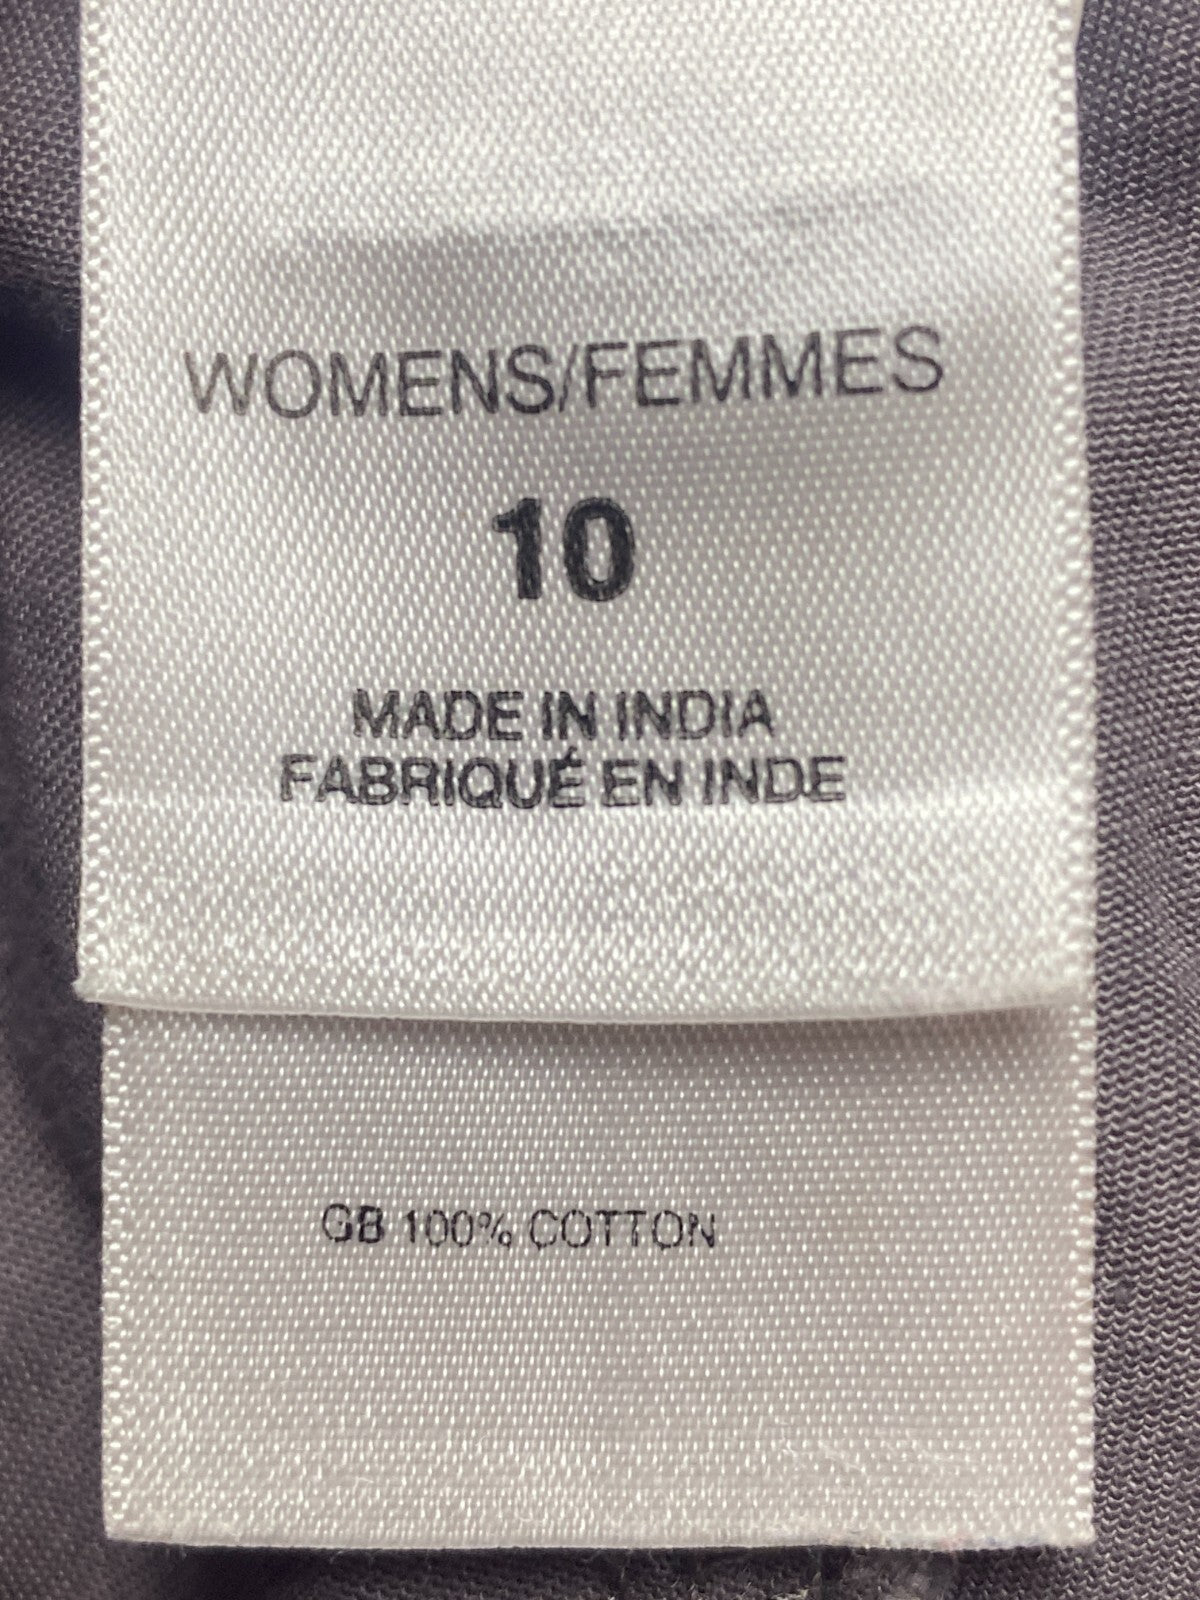 WOMENS/FEMMES
10
MADE IN INDIA
FABRIQUÉ EN INDE
GB 100% COTTON